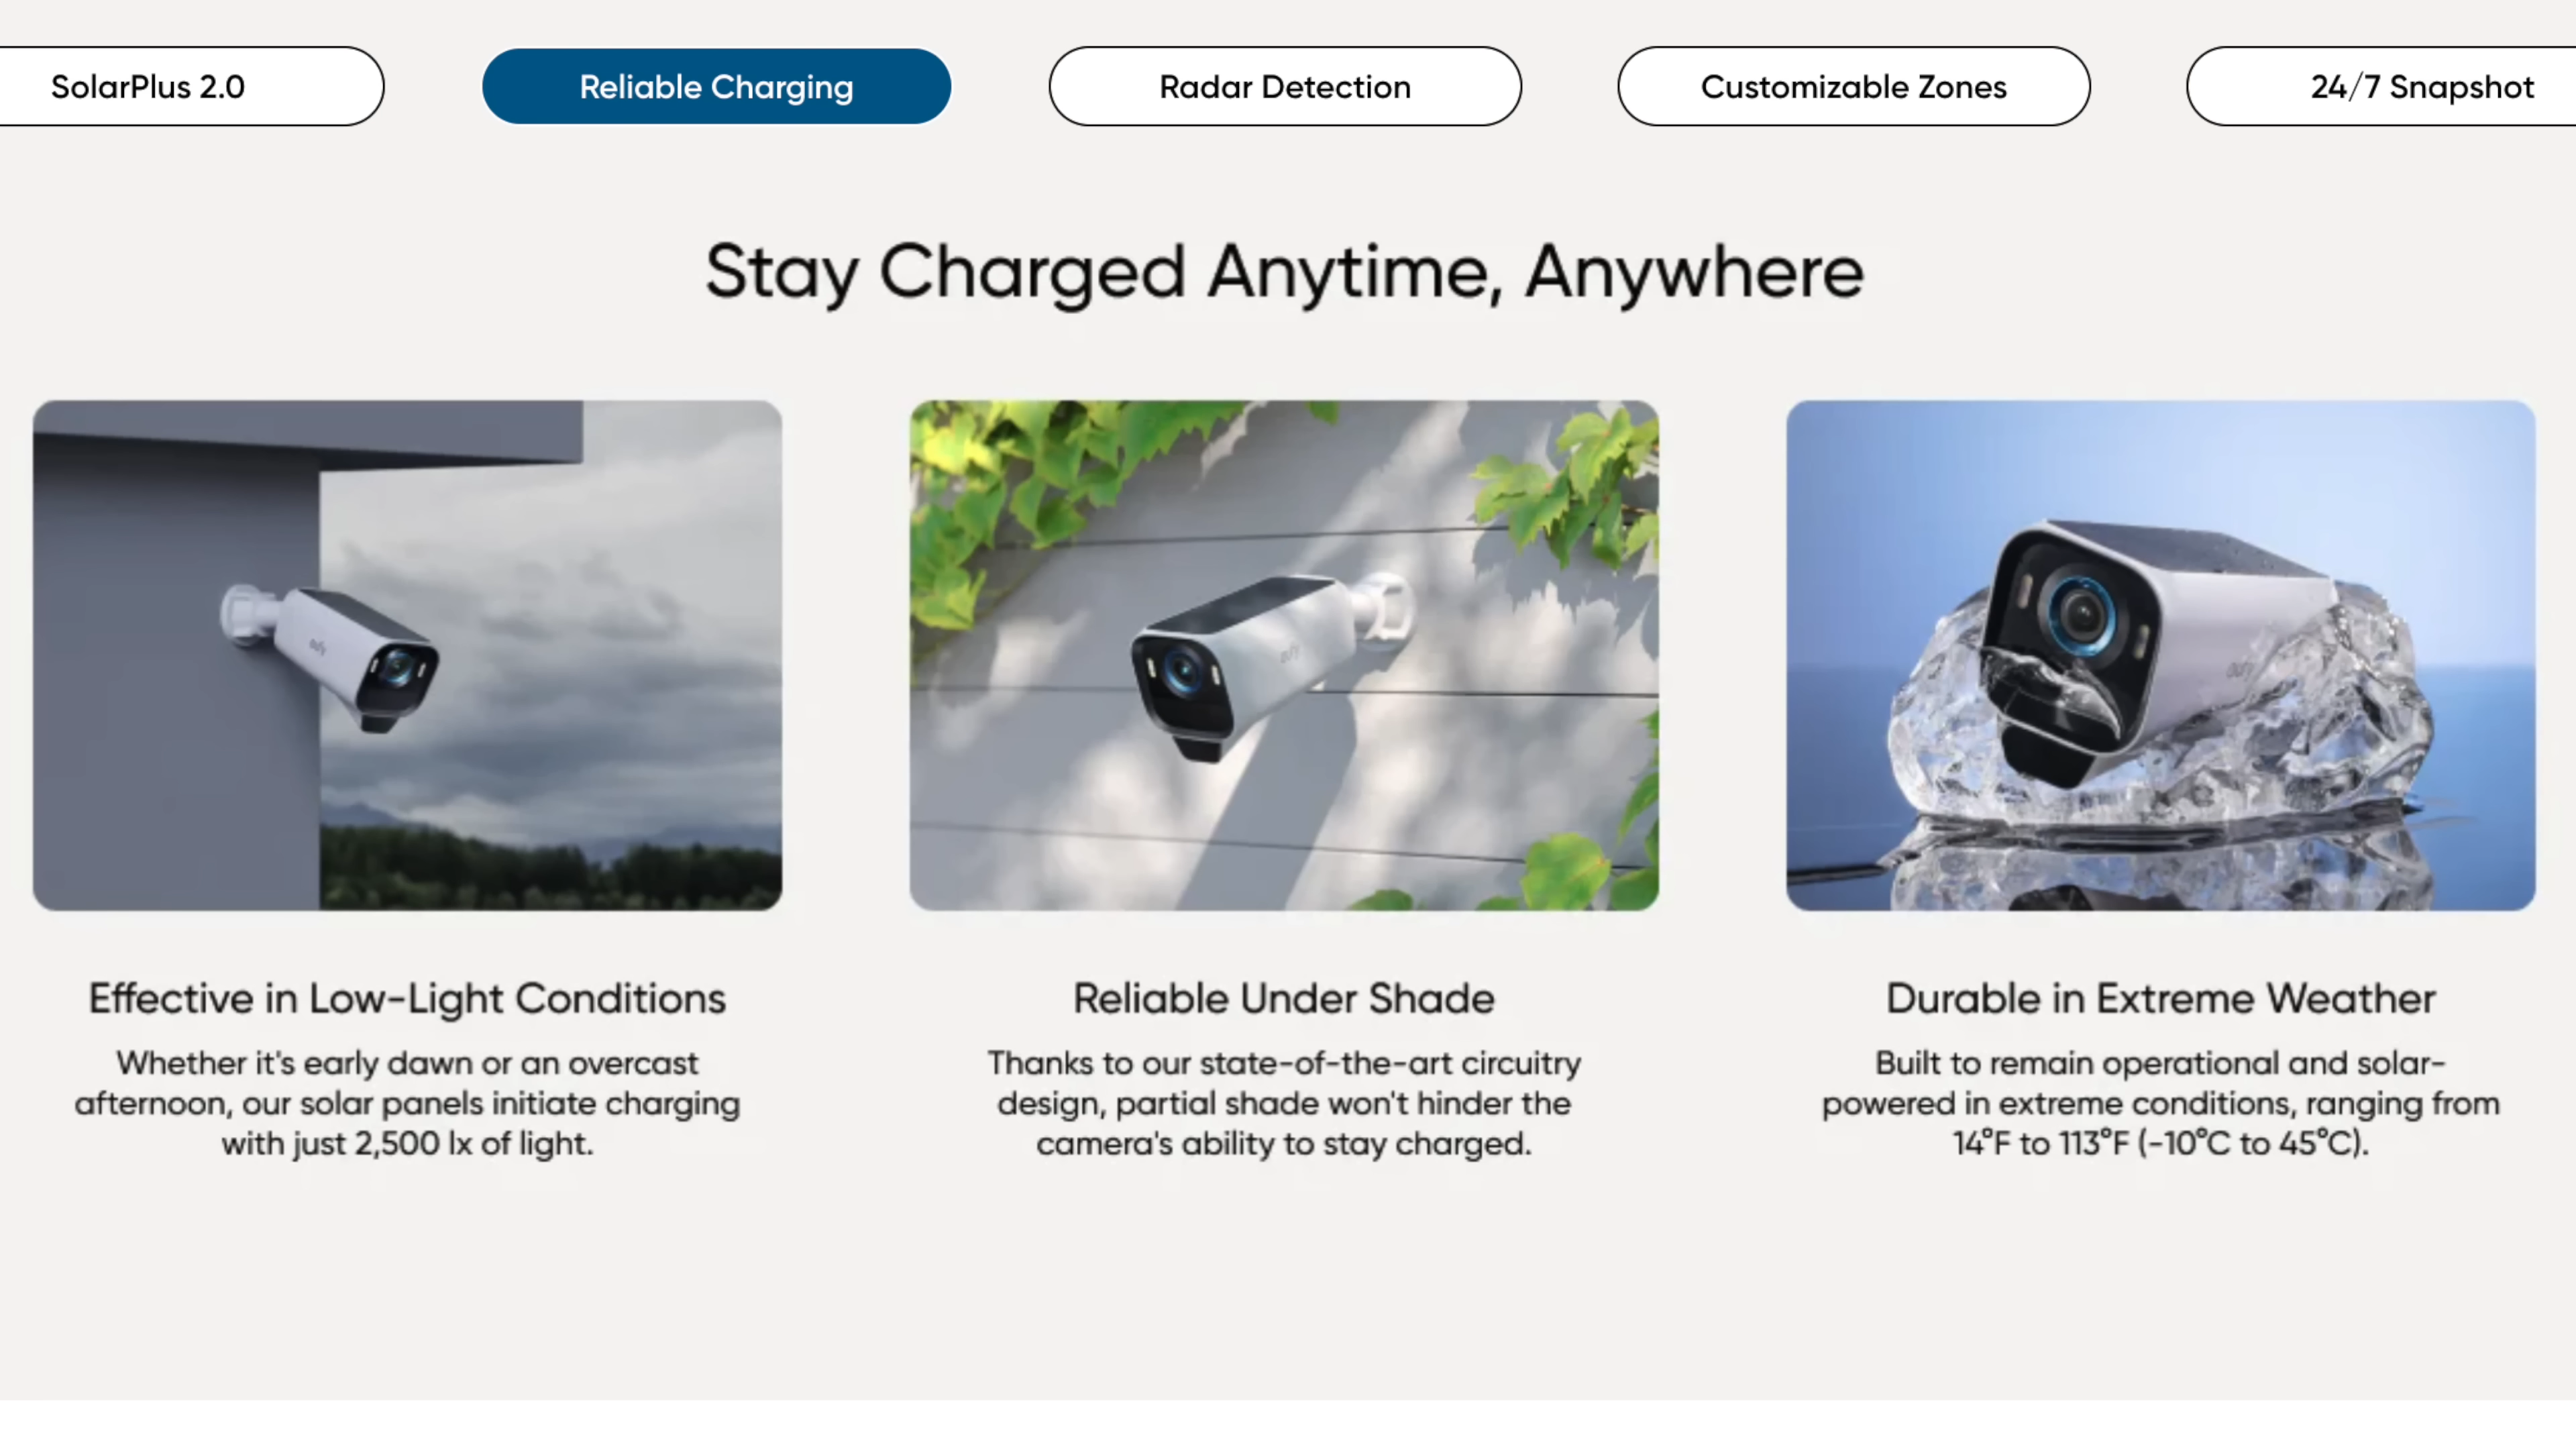 SolarPlus 2.0
Reliable Charging
Radar Detection
Customizable Zones
24/7 Snapshot
Stay Charged Anytime, Anywhere
eufy
eufy
eufy
Effective in Low-Light Conditions
Whether it's early dawn or an overcast
afternoon, our solar panels initiate charging
with just 2,500 lx of light.
Reliable Under Shade
Thanks to our state-of-the-art circuitry
design, partial shade won't hinder the
camera's ability to stay charged.
Durable in Extreme Weather
Built to remain operational and solar-
powered in extreme conditions, ranging from
14°F to 113°F (-10°C to 45°C).